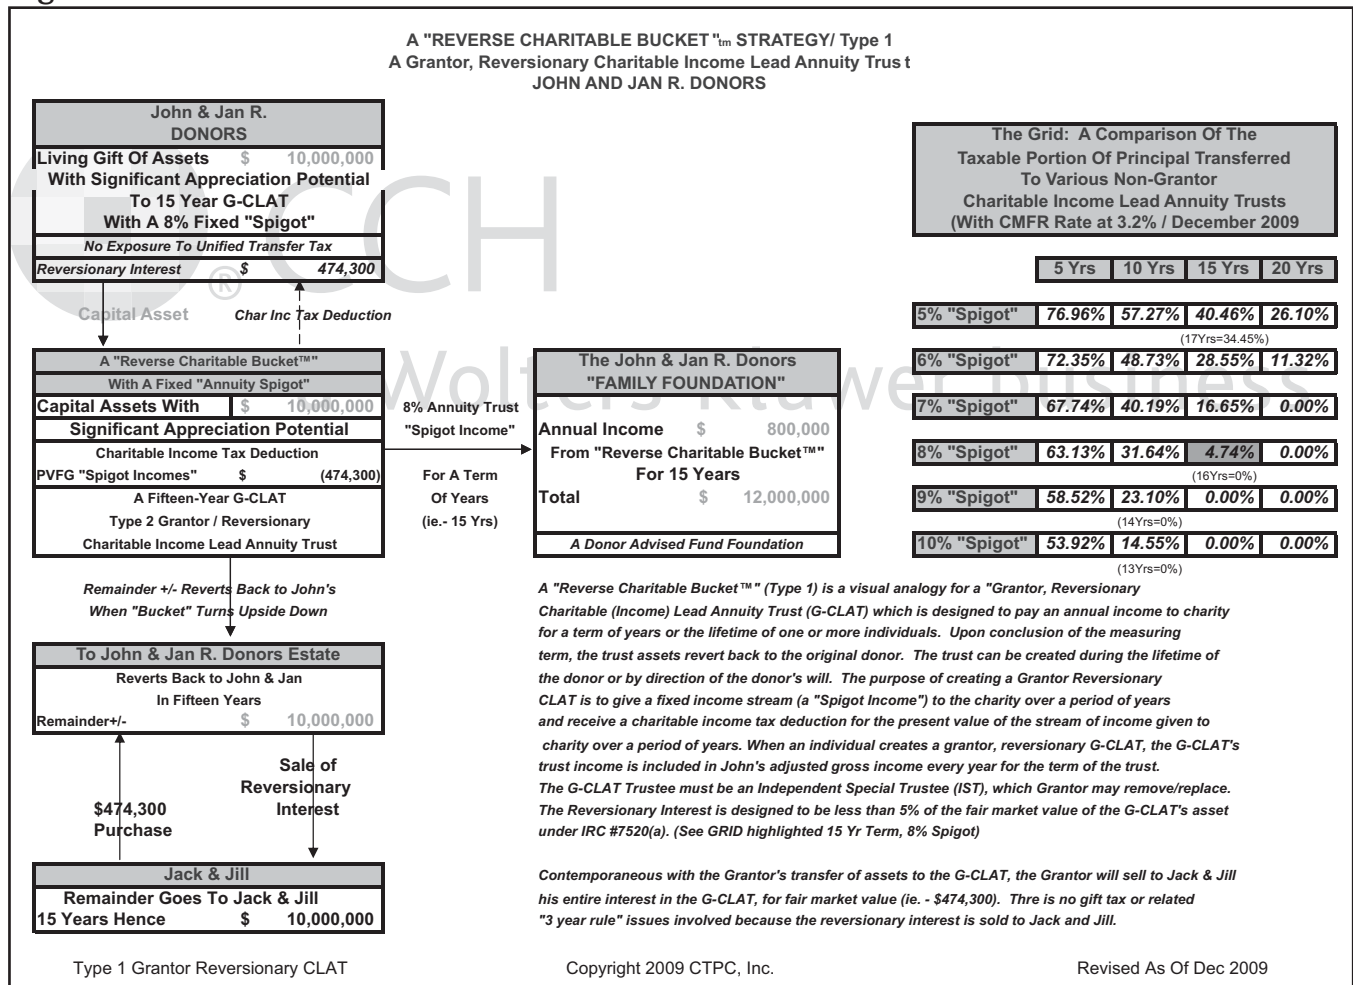 A "REVERSE CHARITABLE BUCKET"tm STRATEGY/ Type 1
A Grantor, Reversionary Charitable Income Lead Annuity Trust
JOHN AND JAN R. DONORS
John & Jan R.
DONORS
Living Gift Of Assets $ 10,000,000
With Significant Appreciation Potential
To 15 Year G-CLAT
With A 8% Fixed "Spigot"
No Exposure To Unified Transfer Tax
Reversionary Interest $ 474,300
Capital Asset Char Inc Tax Deduction
A "Reverse Charitable Bucket™"
With A Fixed "Annuity Spigot"
Capital Assets With $ 10,000,000
Significant Appreciation Potential
Charitable Income Tax Deduction
PVFG "Spigot Incomes" $ (474,300)
A Fifteen-Year G-CLAT
Type 2 Grantor / Reversionary
Charitable Income Lead Annuity Trust
8% Annuity Trust
"Spigot Income"
For A Term
Of Years
(ie.- 15 Yrs)
The John & Jan R. Donors
"FAMILY FOUNDATION"
Annual Income $ 800,000
From "Reverse Charitable Bucket™"
For 15 Years
Total $ 12,000,000
A Donor Advised Fund Foundation
The Grid: A Comparison Of The
Taxable Portion Of Principal Transferred
To Various Non-Grantor
Charitable Income Lead Annuity Trusts
(With CMFR Rate at 3.2% / December 2009
5 Yrs 10 Yrs 15 Yrs 20 Yrs
5% "Spigot" 76.96% 57.27% 40.46% 26.10%
(17Yrs=34.45%)
6% "Spigot" 72.35% 48.73% 28.55% 11.32%
7% "Spigot" 67.74% 40.19% 16.65% 0.00%
8% "Spigot" 63.13% 31.64% 4.74% 0.00%
(16Yrs=0%)
9% "Spigot" 58.52% 23.10% 0.00% 0.00%
(14Yrs=0%)
10% "Spigot" 53.92% 14.55% 0.00% 0.00%
(13Yrs=0%)
Remainder +/- Reverts Back to John's
When "Bucket" Turns Upside Down
To John & Jan R. Donors Estate
Reverts Back to John & Jan
In Fifteen Years
Remainder+/- $ 10,000,000
Sale of
Reversionary
Interest
$474,300
Purchase
Jack & Jill
Remainder Goes To Jack & Jill
15 Years Hence $ 10,000,000
A "Reverse Charitable Bucket™" (Type 1) is a visual analogy for a "Grantor, Reversionary
Charitable (Income) Lead Annuity Trust (G-CLAT) which is designed to pay an annual income to charity
for a term of years or the lifetime of one or more individuals. Upon conclusion of the measuring
term, the trust assets revert back to the original donor. The trust can be created during the lifetime of
the donor or by direction of the donor's will. The purpose of creating a Grantor Reversionary
CLAT is to give a fixed income stream (a "Spigot Income") to the charity over a period of years
and receive a charitable income tax deduction for the present value of the stream of income given to
charity over a period of years. When an individual creates a grantor, reversionary G-CLAT, the G-CLAT's
trust income is included in John's adjusted gross income every year for the term of the trust.
The G-CLAT Trustee must be an Independent Special Trustee (IST), which Grantor may remove/replace.
The Reversionary Interest is designed to be less than 5% of the fair market value of the G-CLAT's asset
under IRC #7520(a). (See GRID highlighted 15 Yr Term, 8% Spigot)
Contemporaneous with the Grantor's transfer of assets to the G-CLAT, the Grantor will sell to Jack & Jill
his entire interest in the G-CLAT, for fair market value (ie. - $474,300). Thre is no gift tax or related
"3 year rule" issues involved because the reversionary interest is sold to Jack and Jill.
Type 1 Grantor Reversionary CLAT
Copyright 2009 CTPC, Inc.
Revised As Of Dec 2009
® CCH
Wolters Kluwer business